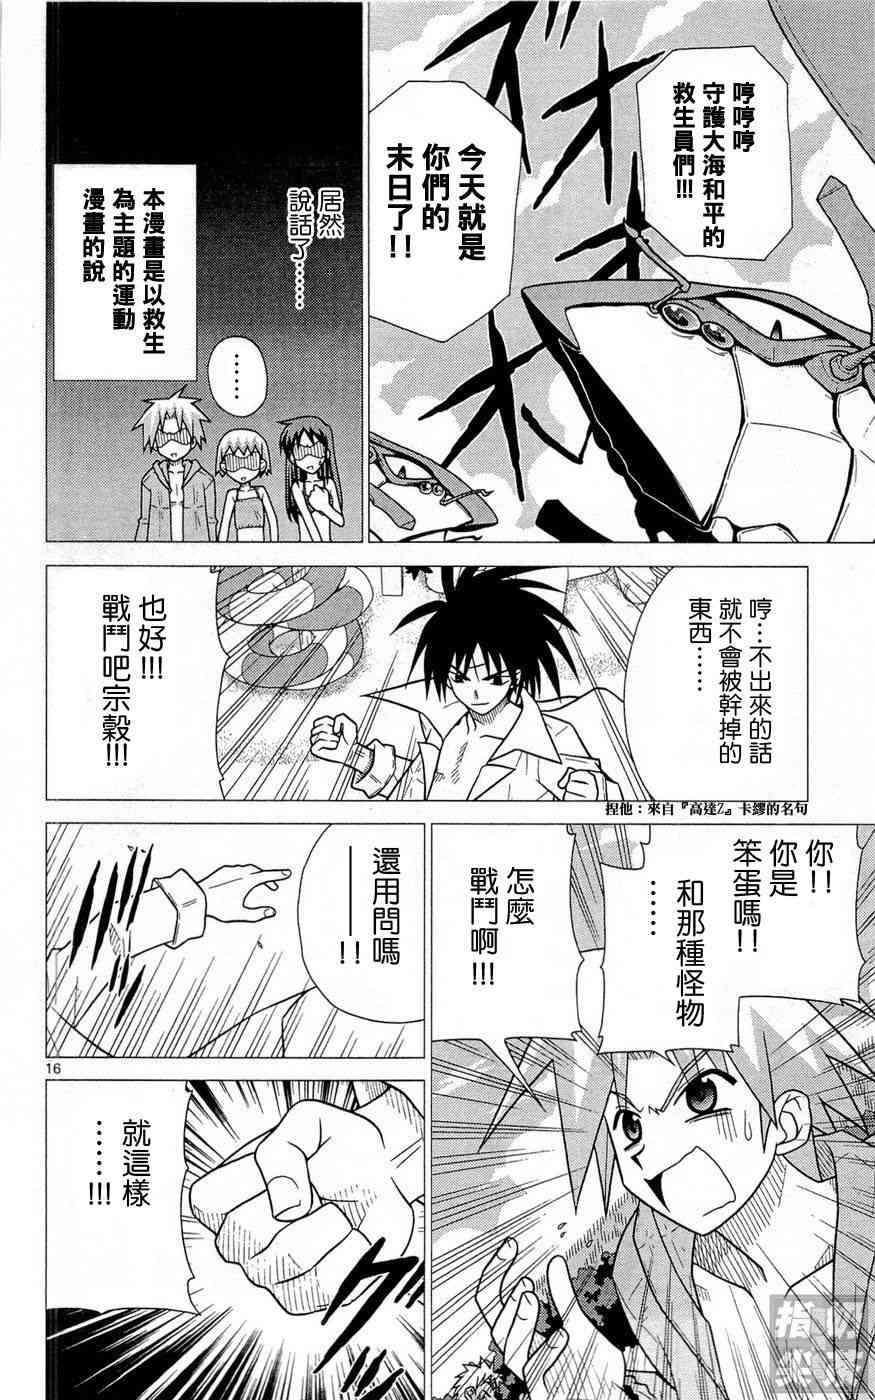 哼哼哼
守護大海和平的
救生員們!!!
今天就是
你們的
末日了!!
居然
說話了……
……
本漫畫是以救生
為主題的運動
漫畫的說
哼…不出來的話
就不會被幹掉的
東西……
也好!!!
戰鬥吧宗穀!!!
捏他：來自『高達Z』卡繆的名句
你!!
你是
笨蛋嗎!!
和那種怪物
……
怎麼
戰鬥啊!!!
還用問嗎
——!!
就這樣
……!!!
グッ
16